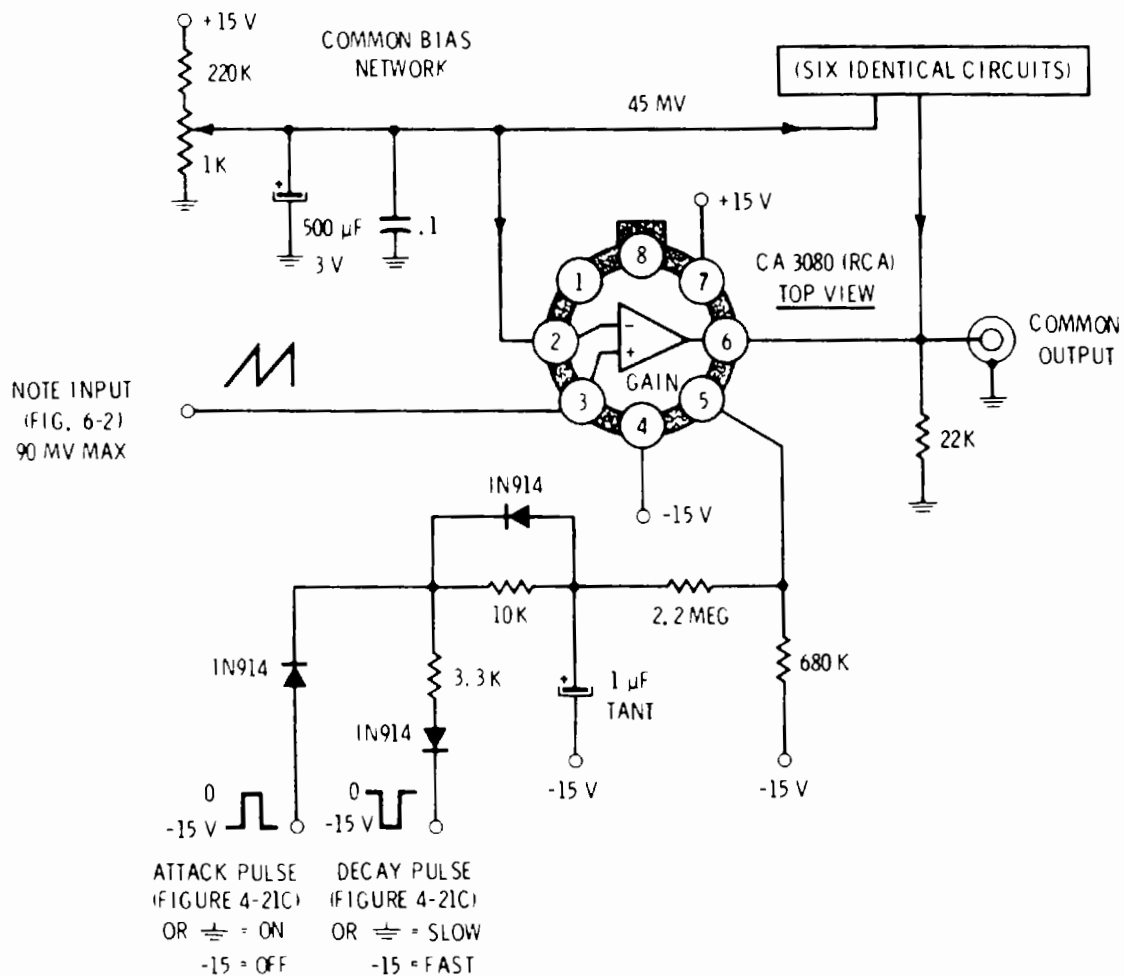 +15 V
COMMON BIAS
NETWORK
220K
1K
500 µF
3 V
.1
45 MV
(SIX IDENTICAL CIRCUITS)
+15 V
CA 3080 (RCA)
TOP VIEW
1
2
3
4
5
6
7
8
-
+
GAIN
COMMON
OUTPUT
22K
NOTE INPUT
(FIG. 6-2)
90 MV MAX
-15 V
IN914
10K
2.2 MEG
680 K
-15 V
IN914
3.3K
IN914
+
1 µF
TANT
-15 V
0
-15 V
ATTACK PULSE
(FIGURE 4-21C)
OR ⏚ = ON
-15 = OFF
0
-15 V
DECAY PULSE
(FIGURE 4-21C)
OR ⏚ = SLOW
-15 = FAST